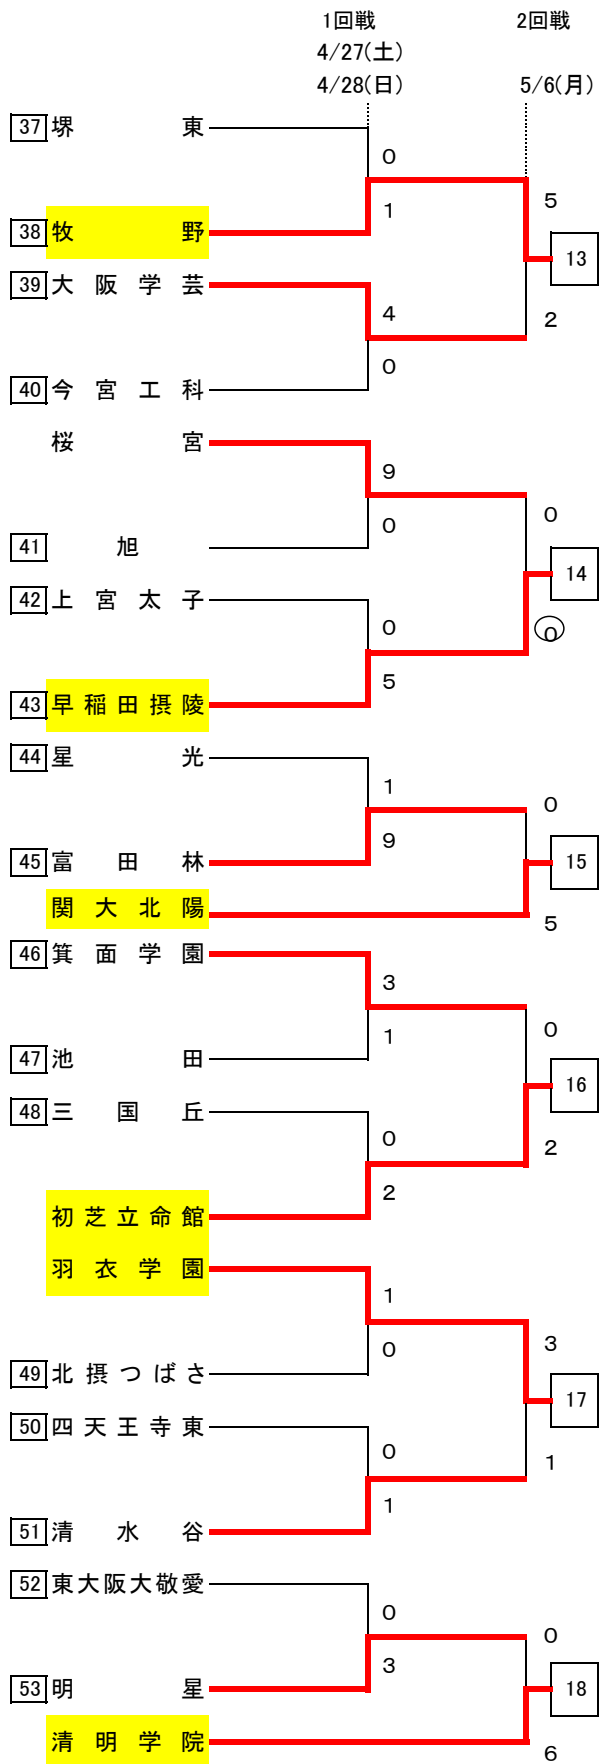 1回戦 2回戦
4/27(土)
4/28(日) 5/6(月)
37 堺東
0
1
5
38 牧野
13
39 大阪学芸
4
2
0
40 今宮工科
桜宮
9
0
0
41 旭
14
42 上宮太子
0
0
5
43 早稲田摂陵
44 星光
1
0
9
45 富田林
15
関大北陽
5
46 箕面学園
3
0
1
47 池田
16
48 三国丘
0
2
2
初芝立命館
羽衣学園
1
3
0
49 北摂つばさ
17
50 四天王寺東
0
1
1
51 清水谷
52 東大阪大敬愛
0
0
3
53 明星
18
清明学院
6